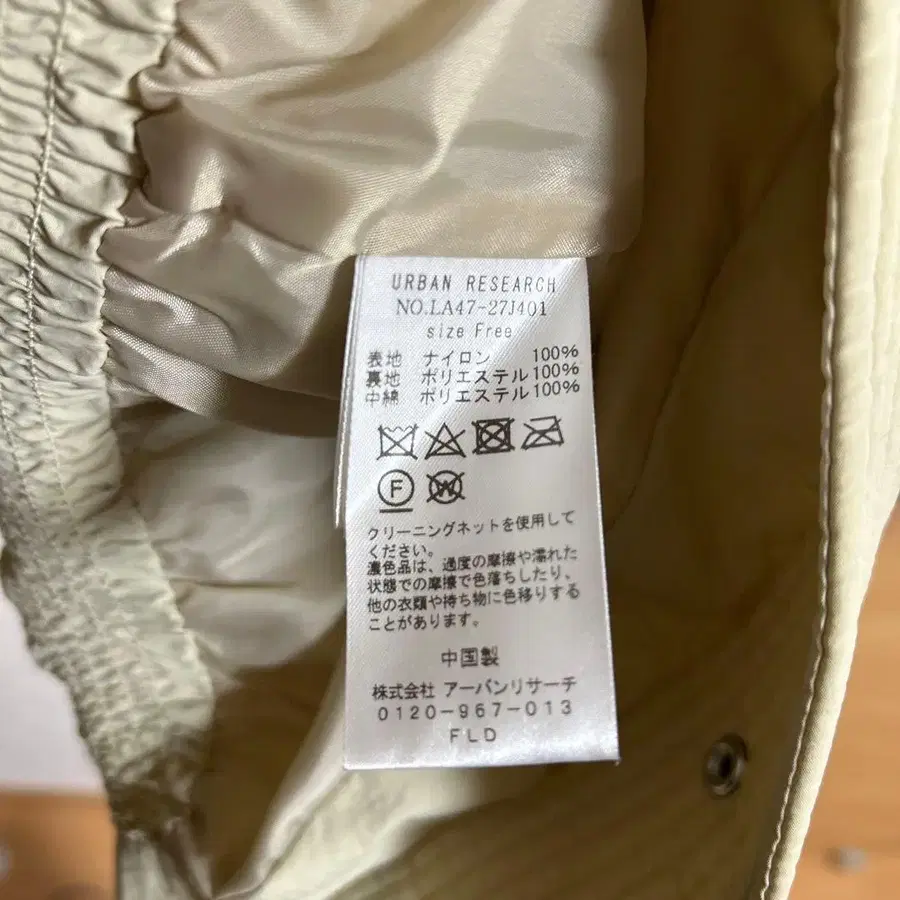 URBAN RESEARCH
NO.LA47-27J401
size Free
表地 ナイロン 100%
裏地 ポリエステル100%
中綿 ポリエステル100%
F W
クリーニングネットを使用して
ください。
濃色品は、過度の摩擦や濡れた
状態での摩擦で色落ちしたり、
他の衣類や持ち物に色移りする
ことがあります。
中国製
株式会社 アーバンリサーチ
0120-967-013
FLD